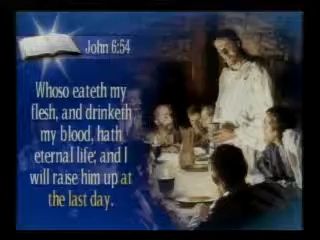 John 6:54
Whoso eateth my
flesh, and drinketh
my blood, hath
eternal life; and I
will raise him up at
the last day.